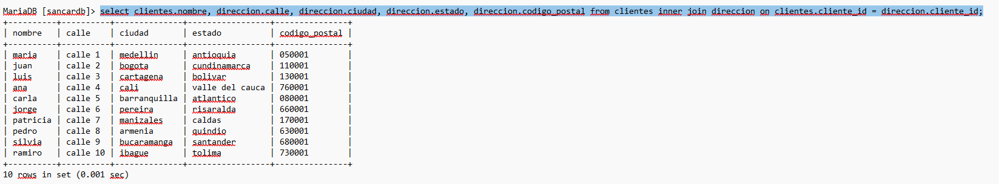 MariaDB [sancardb]> select clientes.nombre, direccion.calle, direccion.ciudad, direccion.estado, direccion.codigo_postal from clientes inner join direccion on clientes.cliente_id = direccion.cliente_id;
+----------+----------+--------------+-----------------+---------------+
| nombre   | calle    | ciudad       | estado          | codigo_postal |
+----------+----------+--------------+-----------------+---------------+
| maria    | calle 1  | medellin     | antioquia       | 050001        |
| juan     | calle 2  | bogota       | cundinamarca    | 110001        |
| luis     | calle 3  | cartagena    | bolivar         | 130001        |
| ana      | calle 4  | cali         | valle del cauca | 760001        |
| carla    | calle 5  | barranquilla | atlantico       | 080001        |
| jorge    | calle 6  | pereira      | risaralda       | 660001        |
| patricia | calle 7  | manizales    | caldas          | 170001        |
| pedro    | calle 8  | armenia      | quindio         | 630001        |
| silvia   | calle 9  | bucaramanga  | santander       | 680001        |
| ramiro   | calle 10 | ibague       | tolima          | 730001        |
+----------+----------+--------------+-----------------+---------------+
10 rows in set (0.001 sec)